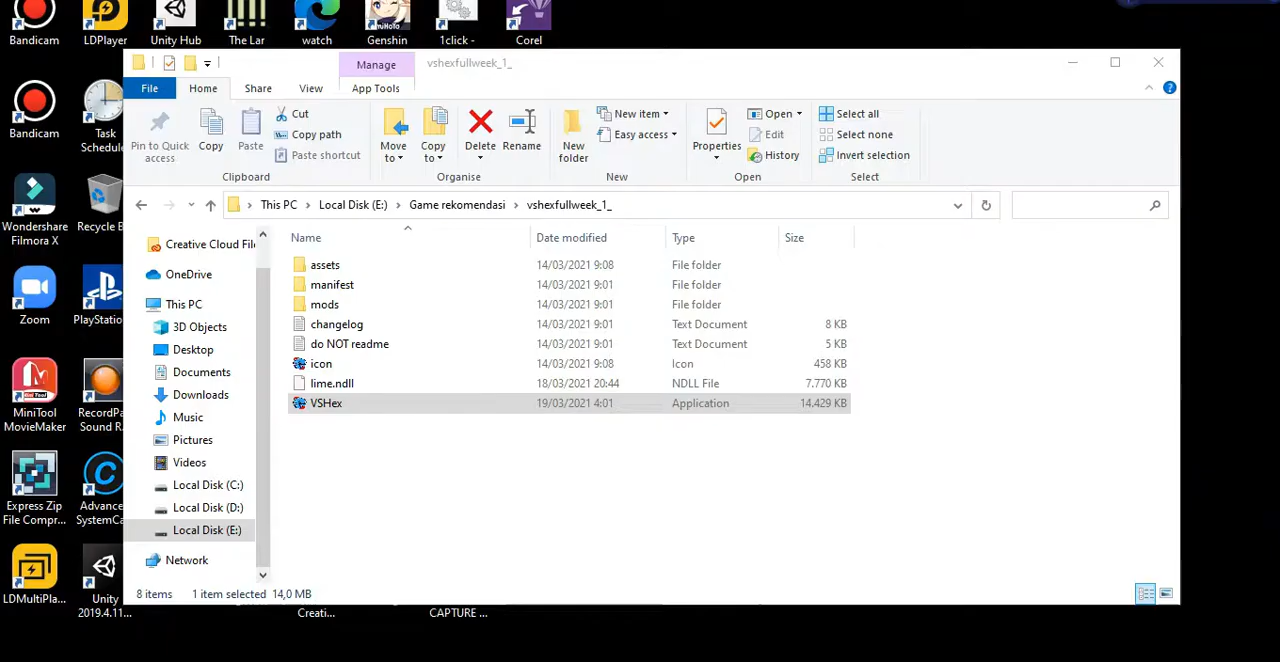 Bandicam
LDPlayer
Unity Hub
The Lar
watch
Genshin
1click -
Corel
Manage
vshexfullweek_1_
File
Home
Share
View
App Tools
Bandicam
Task
Schedule
Pin to Quick
access
Copy
Paste
Cut
Copy path
Paste shortcut
Clipboard
Move
to
Copy
to
Delete
Rename
Organise
New
folder
New item
Easy access
New
Properties
Open
Edit
History
Open
Select all
Select none
Invert selection
Select
This PC
Local Disk (E:)
Game rekomendasi
vshexfullweek_1_
Wondershare
Filmora X
Recycle B
Zoom
PlayStation
MiniTool
MovieMaker
RecordPa
Sound R.
Express Zip
File Compr...
Advance
SystemCa
LDMultiPla...
Unity
2019.4.11...
Creative Cloud File
OneDrive
This PC
3D Objects
Desktop
Documents
Downloads
Music
Pictures
Videos
Local Disk (C:)
Local Disk (D:)
Local Disk (E:)
Network
Name Date modified Type Size
assets 14/03/2021 9:08 File folder
manifest 14/03/2021 9:01 File folder
mods 14/03/2021 9:01 File folder
changelog 14/03/2021 9:01 Text Document 8 KB
do NOT readme 14/03/2021 9:01 Text Document 5 KB
icon 14/03/2021 9:08 Icon 458 KB
lime.ndll 18/03/2021 20:44 NDLL File 7.770 KB
VSHex 19/03/2021 4:01 Application 14.429 KB
8 items 1 item selected 14,0 MB
Creati...
CAPTURE ...